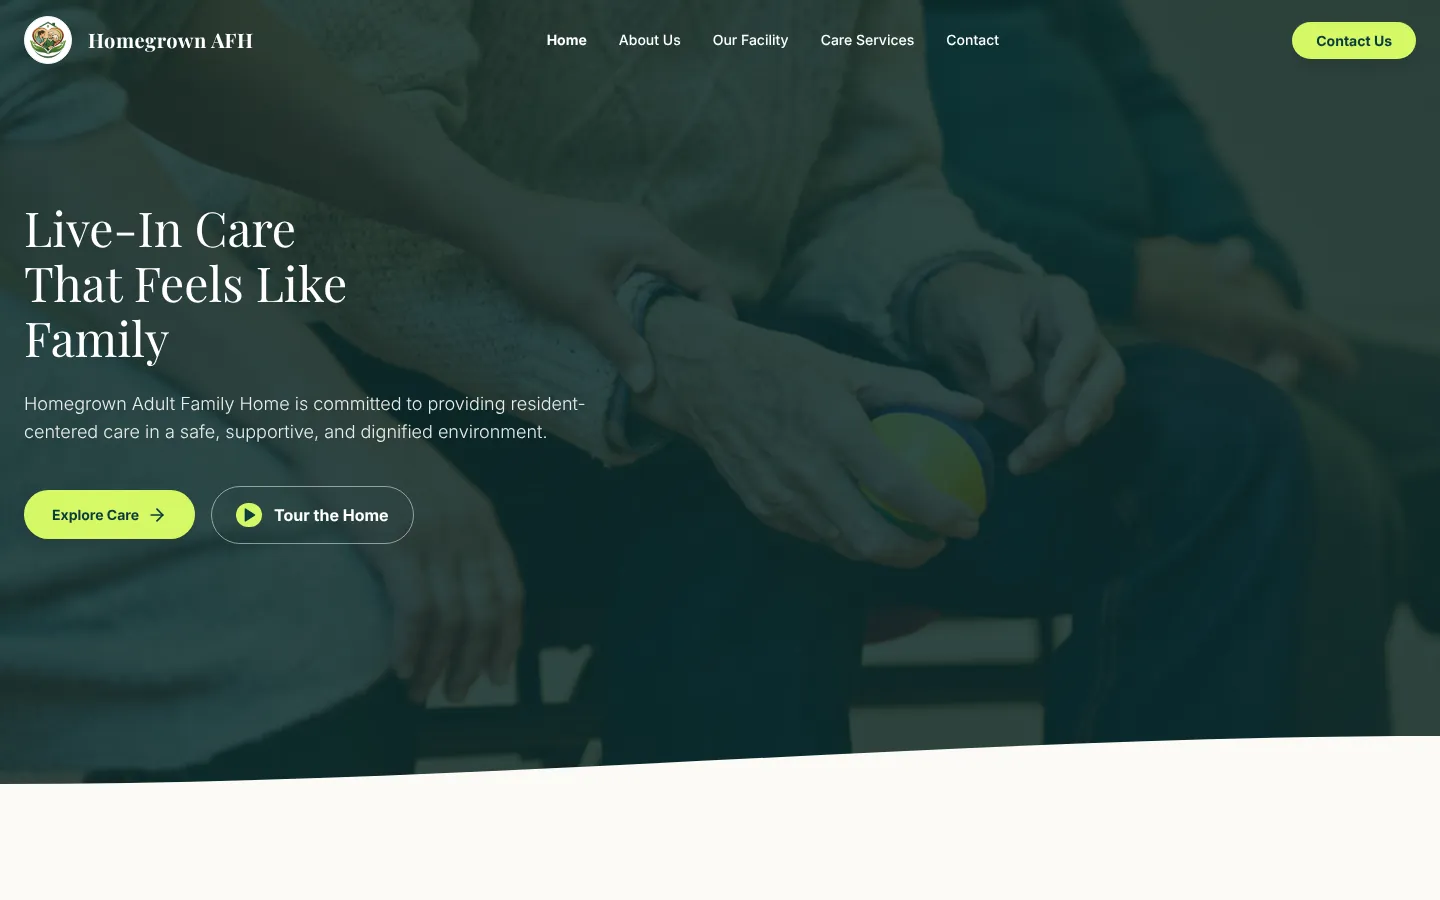 Homegrown AFH
Home
About Us
Our Facility
Care Services
Contact
Contact Us
Live-In Care
That Feels Like
Family
Homegrown Adult Family Home is committed to providing resident-
centered care in a safe, supportive, and dignified environment.
Explore Care
Tour the Home